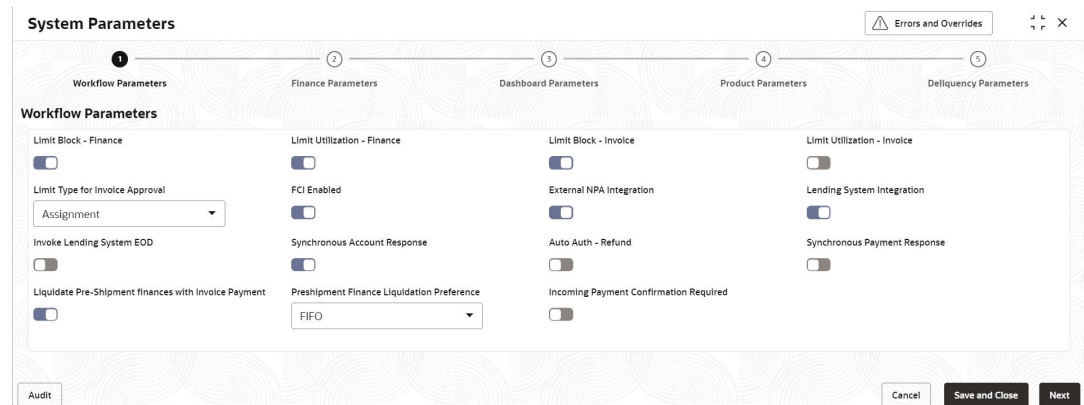 System Parameters
Errors and Overrides
1 2 3 4 5
Workflow Parameters Finance Parameters Dashboard Parameters Product Parameters Deliquency Parameters
Workflow Parameters
Limit Block - Finance Limit Utilization - Finance Limit Block - Invoice Limit Utilization - Invoice
Limit Type for Invoice Approval FCI Enabled External NPA Integration Lending System Integration
Assignment
Invoke Lending System EOD Synchronous Account Response Auto Auth - Refund Synchronous Payment Response
Liquidate Pre-Shipment finances with Invoice Payment Preshipment Finance Liquidation Preference Incoming Payment Confirmation Required
FIFO
Audit Cancel Save and Close Next